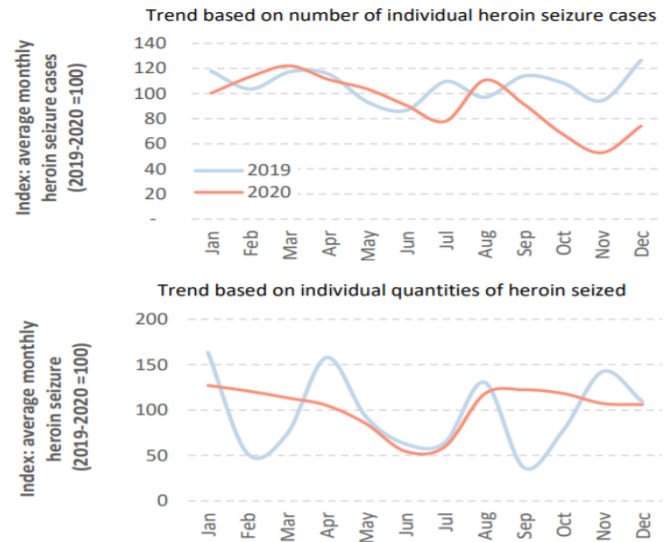 Trend based on number of individual heroin seizure cases
Index: average monthly
heroin seizure cases
(2019-2020 =100)
140
120
100
80
60
40
20
-
2019
2020
Jan
Feb
Mar
Apr
May
Jun
Jul
Aug
Sep
Oct
Nov
Dec
Trend based on individual quantities of heroin seized
Index: average monthly
heroin seizure
(2019-2020 =100)
200
150
100
50
0
Jan
Feb
Mar
Apr
May
Jun
Jul
Aug
Sep
Oct
Nov
Dec